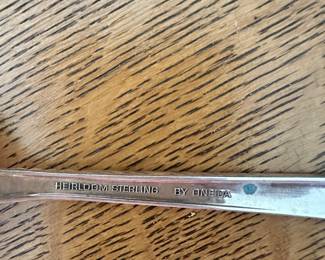 HEIRLOOM STERLING BY ONEIDA